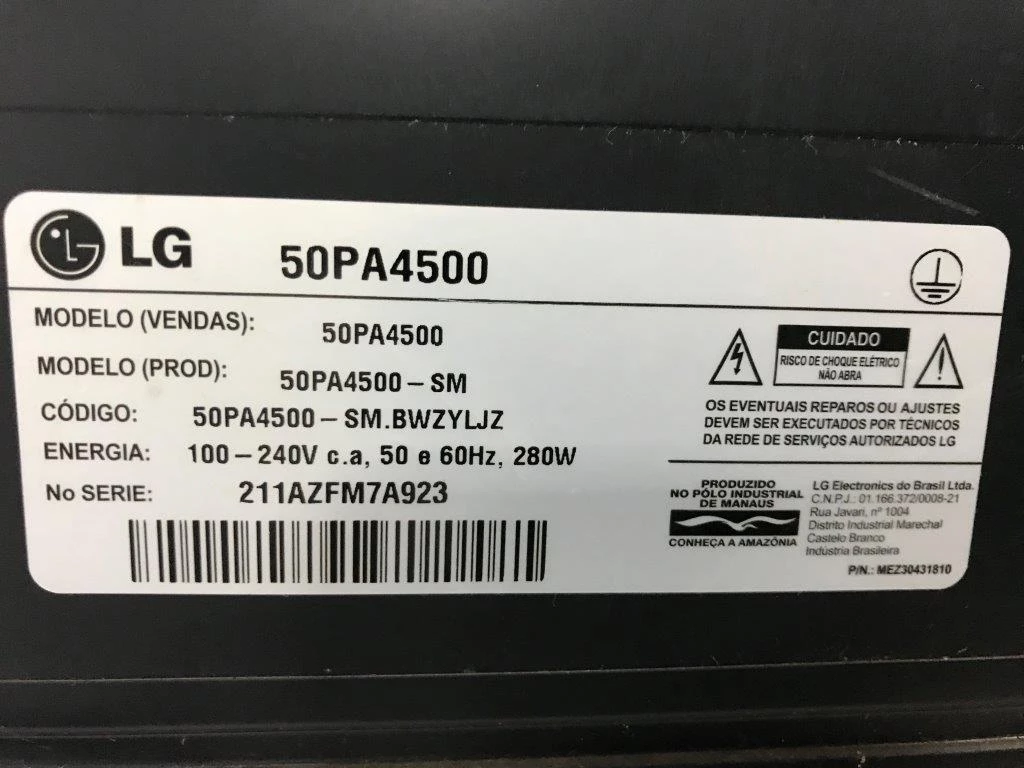 LG 50PA4500
MODELO (VENDAS): 50PA4500
MODELO (PROD): 50PA4500-SM
CÓDIGO: 50PA4500-SM.BWZYLJZ
ENERGIA: 100-240V c.a, 50 e 60Hz, 280W
No SERIE: 211AZFM7A923
CUIDADO
RISCO DE CHOQUE ELÉTRICO
NÃO ABRA
OS EVENTUAIS REPAROS OU AJUSTES
DEVEM SER EXECUTADOS POR TÉCNICOS
DA REDE DE SERVIÇOS AUTORIZADOS LG
PRODUZIDO
NO PÓLO INDUSTRIAL
DE MANAUS
CONHEÇA A AMAZÔNIA
LG Electronics do Brasil Ltda.
C.N.P.J.: 01.166.372/0008-21
Rua Javari, nº 1004
Distrito Industrial Marechal
Castelo Branco
Indústria Brasileira
P/N.: MEZ30431810